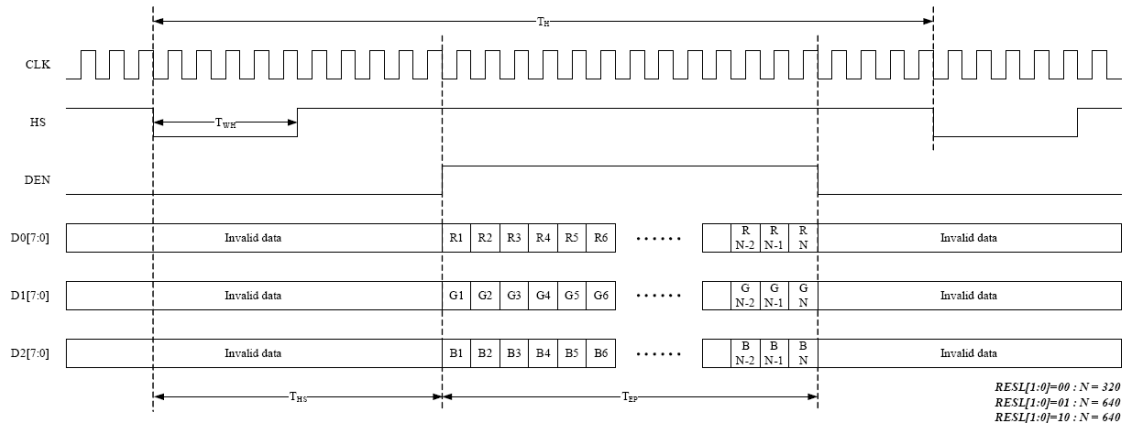 TH
CLK
HS
TWH
DEN
D0[7:0] Invalid data R1 R2 R3 R4 R5 R6 ······ R N-2 R N-1 R N Invalid data
D1[7:0] Invalid data G1 G2 G3 G4 G5 G6 ······ G N-2 G N-1 G N Invalid data
D2[7:0] Invalid data B1 B2 B3 B4 B5 B6 ······ B N-2 B N-1 B N Invalid data
THS TEP
RESL[1:0]=00 : N = 320
RESL[1:0]=01 : N = 640
RESL[1:0]=10 : N = 640